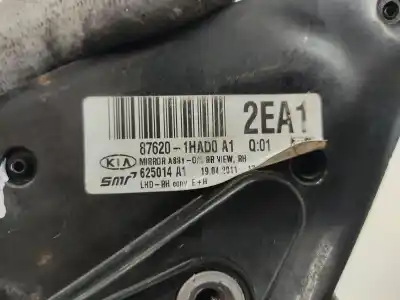 2EA1
87620-1HAD0 A1 Q:01
KIA MIRROR ASSY-O/S RR VIEW, RH
SMR 625014 A1 19.04.2011
LHD-RH conv E+H